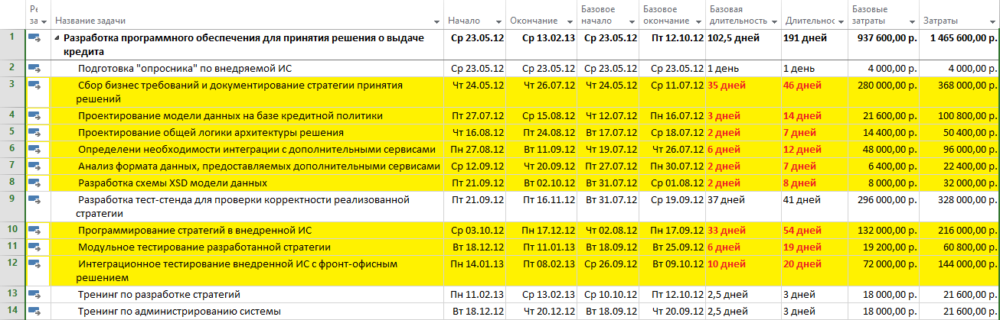 Ре за Название задачи Начало Окончание Базовое начало Базовое окончание Базовая длительность Длительнос Базовые затраты Затраты
1 Разработка программного обеспечения для принятия решения о выдаче кредита Ср 23.05.12 Ср 13.02.13 Ср 23.05.12 Пт 12.10.12 102,5 дней 191 дней 937 600,00 р. 1 465 600,00 р.
2 Подготовка "опросника" по внедряемой ИС Ср 23.05.12 Ср 23.05.12 Ср 23.05.12 Ср 23.05.12 1 день 1 день 4 000,00 р. 4 000,00 р.
3 Сбор бизнес требований и документирование стратегии принятия решений Чт 24.05.12 Чт 26.07.12 Чт 24.05.12 Ср 11.07.12 35 дней 46 дней 280 000,00 р. 368 000,00 р.
4 Проектирование модели данных на базе кредитной политики Пт 27.07.12 Ср 15.08.12 Чт 12.07.12 Пн 16.07.12 3 дней 14 дней 21 600,00 р. 100 800,00 р.
5 Проектирование общей логики архитектуры решения Чт 16.08.12 Пт 24.08.12 Вт 17.07.12 Ср 18.07.12 2 дней 7 дней 14 400,00 р. 50 400,00 р.
6 Определени необходимости интеграции с дополнительными сервисами Пн 27.08.12 Вт 11.09.12 Чт 19.07.12 Чт 26.07.12 6 дней 12 дней 48 000,00 р. 96 000,00 р.
7 Анализ формата данных, предоставляемых дополнительными сервисами Ср 12.09.12 Чт 20.09.12 Пт 27.07.12 Пн 30.07.12 2 дней 7 дней 6 400,00 р. 22 400,00 р.
8 Разработка схемы XSD модели данных Пт 21.09.12 Вт 02.10.12 Вт 31.07.12 Ср 01.08.12 2 дней 8 дней 8 000,00 р. 32 000,00 р.
9 Разработка тест-стенда для проверки корректности реализованной стратегии Пт 21.09.12 Пт 16.11.12 Вт 31.07.12 Ср 19.09.12 37 дней 41 дней 296 000,00 р. 328 000,00 р.
10 Программирование стратегий в внедренной ИС Ср 03.10.12 Пн 17.12.12 Чт 02.08.12 Пн 17.09.12 33 дней 54 дней 132 000,00 р. 216 000,00 р.
11 Модульное тестирование разработанной стратегии Вт 18.12.12 Пт 11.01.13 Вт 18.09.12 Вт 25.09.12 6 дней 19 дней 19 200,00 р. 60 800,00 р.
12 Интеграционное тестирование внедренной ИС с фронт-офисным решением Пн 14.01.13 Пт 08.02.13 Ср 26.09.12 Вт 09.10.12 10 дней 20 дней 72 000,00 р. 144 000,00 р.
13 Тренинг по разработке стратегий Пн 11.02.13 Ср 13.02.13 Ср 10.10.12 Пт 12.10.12 2,5 дней 3 дней 18 000,00 р. 21 600,00 р.
14 Тренинг по администрированию системы Вт 18.12.12 Чт 20.12.12 Вт 18.09.12 Чт 20.09.12 2,5 дней 3 дней 18 000,00 р. 21 600,00 р.